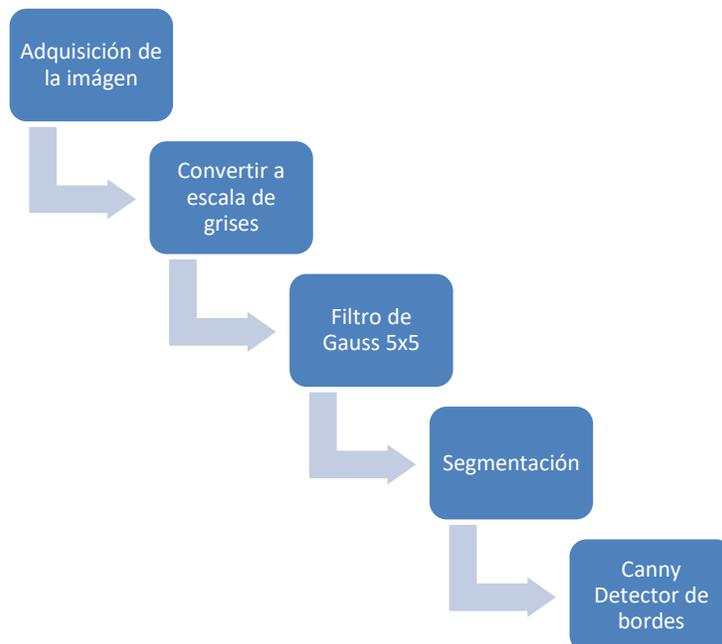 Adquisición de
la imágen
Convertir a
escala de
grises
Filtro de
Gauss 5x5
Segmentación
Canny
Detector de
bordes